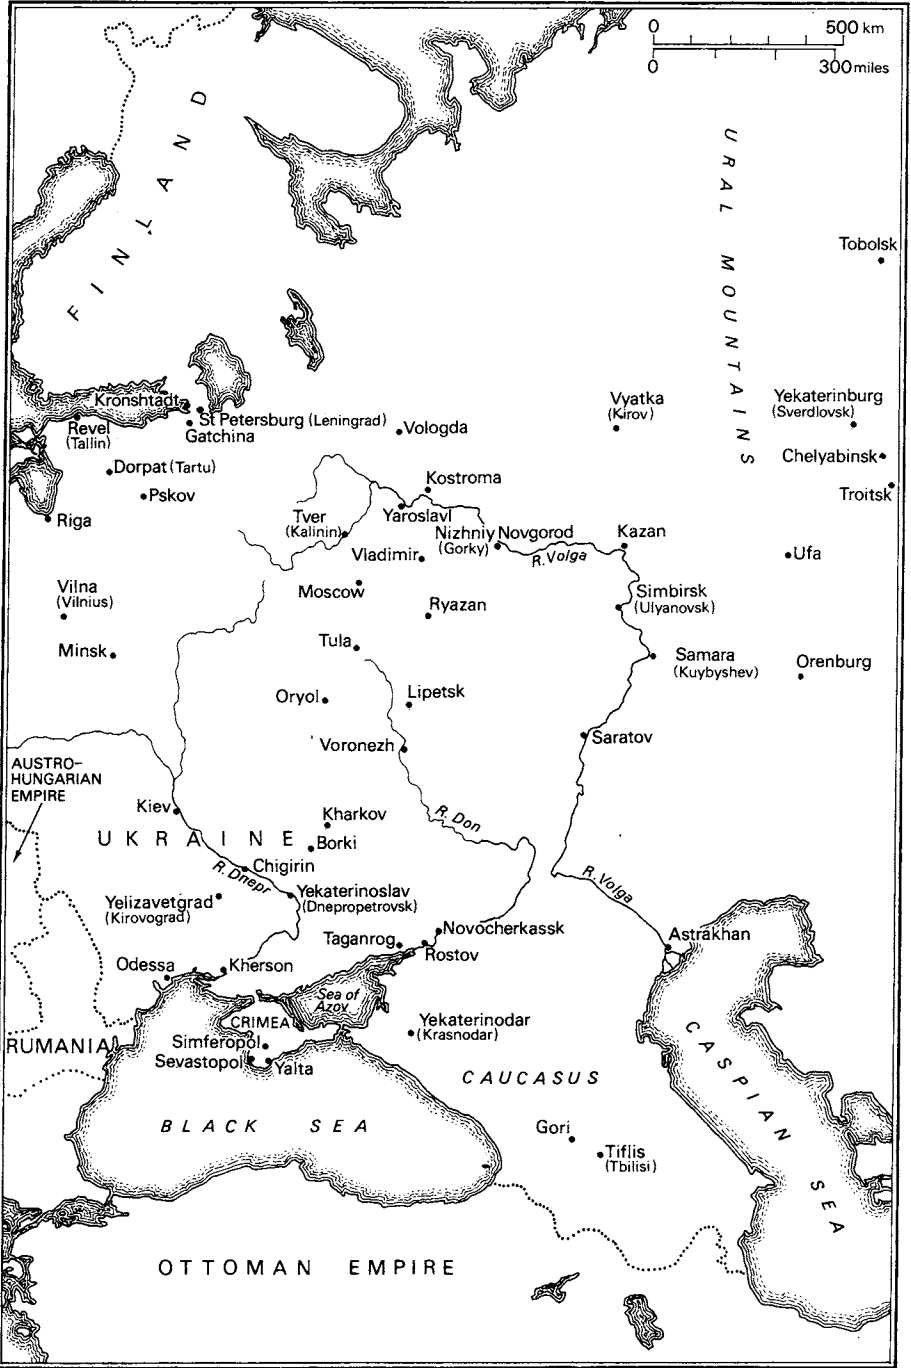 0 500 km
0 300 miles
FINLAND
URAL MOUNTAINS
Tobolsk
Kronshtadt
St Petersburg (Leningrad)
Gatchina
Revel
(Tallin)
Vologda
Vyatka
(Kirov)
Yekaterinburg
(Sverdlovsk)
Chelyabinsk
Troitsk
Dorpat (Tartu)
Pskov
Riga
Kostroma
Yaroslavl
Tver
(Kalinin)
Nizhniy Novgorod
(Gorky)
R. Volga
Kazan
Ufa
Vladimir
Moscow
Vilna
(Vilnius)
Ryazan
Simbirsk
(Ulyanovsk)
Minsk
Tula
Samara
(Kuybyshev)
Orenburg
Oryol
Lipetsk
Voronezh
Saratov
AUSTRO-
HUNGARIAN
EMPIRE
Kiev
Kharkov
R. Don
UKRAINE
Borki
Chigirin
R. Dnepr
R. Volga
Yelizavetgrad
(Kirovograd)
Yekaterinoslav
(Dnepropetrovsk)
Taganrog
Novocherkassk
Rostov
Astrakhan
Odessa
Kherson
Sea of
Azov
CRIMEA
RUMANIA
Simferopol
Sevastopol
Yalta
Yekaterinodar
(Krasnodar)
CAUCASUS
CASPIAN SEA
BLACK SEA
Gori
Tiflis
(Tbilisi)
OTTOMAN EMPIRE